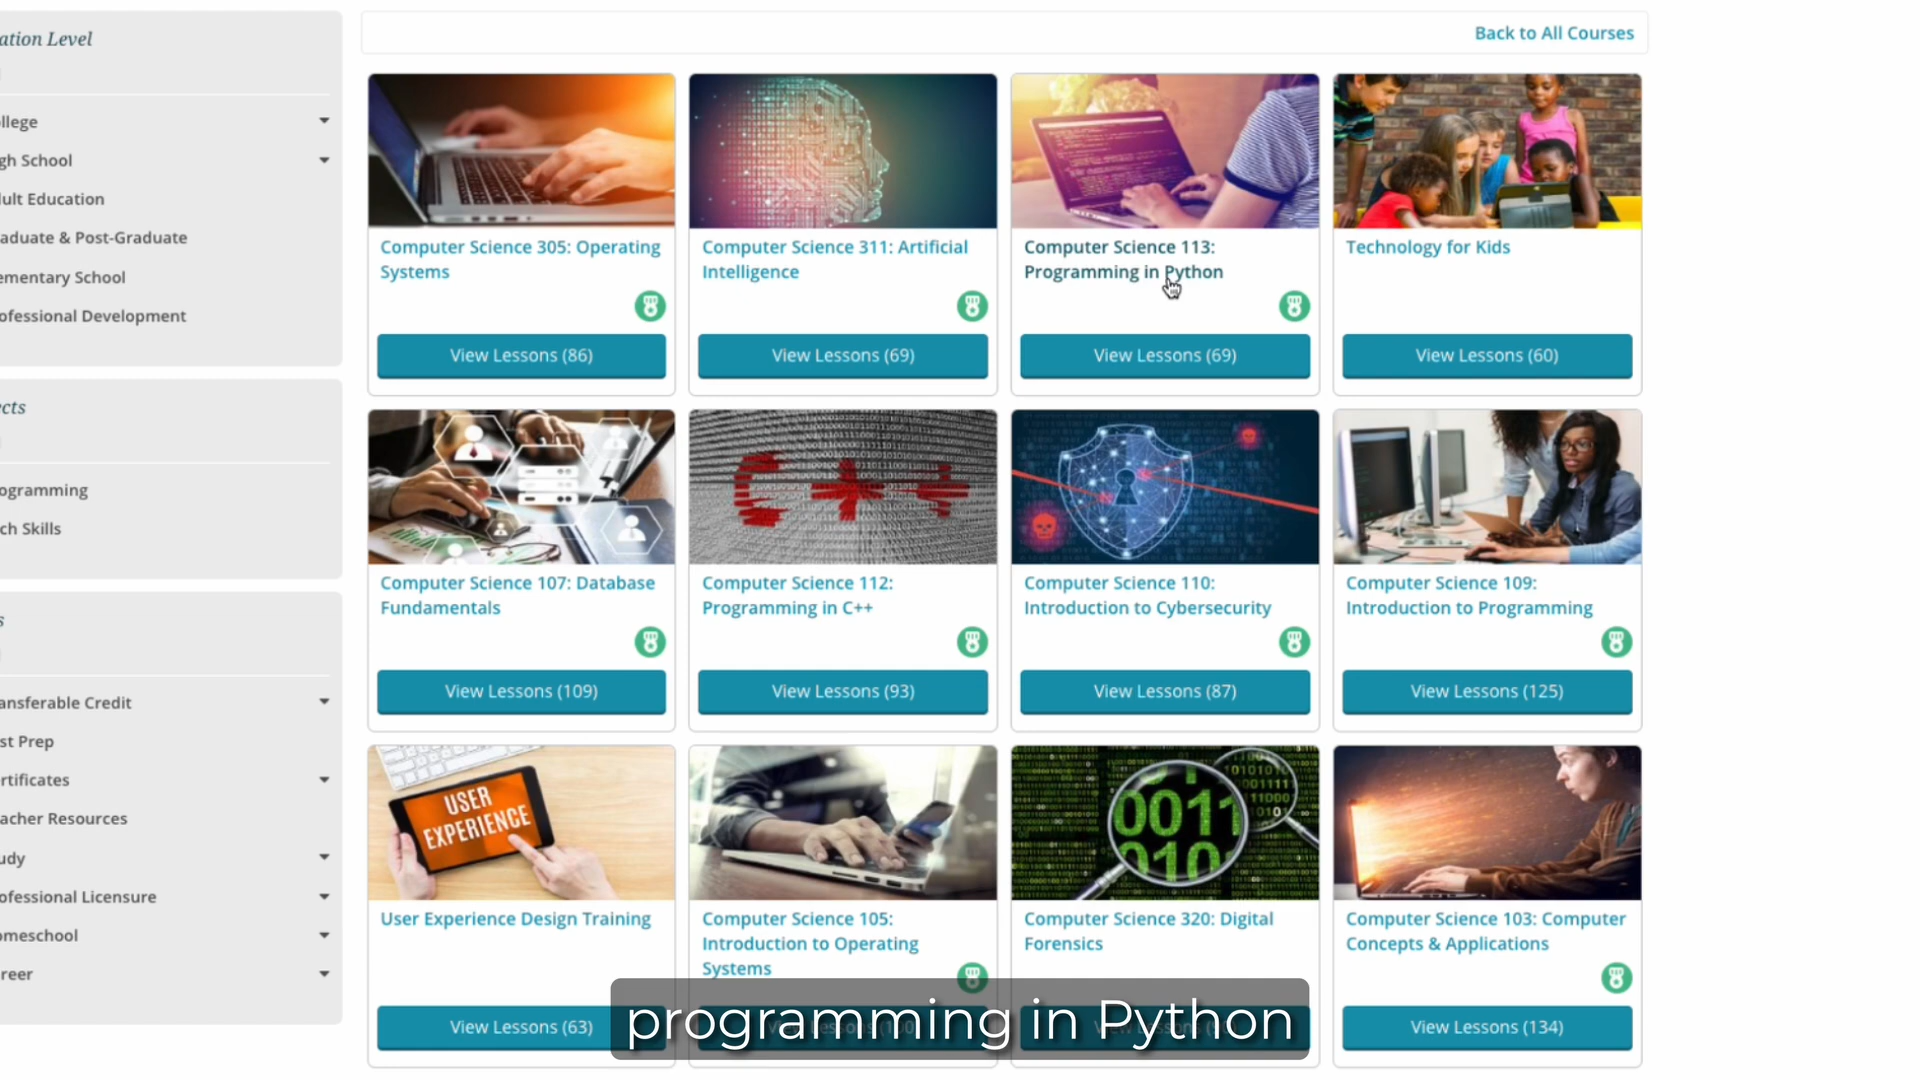 ation Level
llege
gh School
lult Education
aduate & Post-Graduate
ementary School
ofessional Development
cts
ogramming
ch Skills
s
ansferable Credit
st Prep
rtificates
acher Resources
udy
ofessional Licensure
omeschool
reer
Back to All Courses
Computer Science 305: Operating
Systems
View Lessons (86)
Computer Science 311: Artificial
Intelligence
View Lessons (69)
Computer Science 113:
Programming in Python
View Lessons (69)
Technology for Kids
View Lessons (60)
Computer Science 107: Database
Fundamentals
View Lessons (109)
C++
Computer Science 112:
Programming in C++
View Lessons (93)
Computer Science 110:
Introduction to Cybersecurity
View Lessons (87)
Computer Science 109:
Introduction to Programming
View Lessons (125)
USER
EXPERIENCE
User Experience Design Training
View Lessons (63)
Computer Science 105:
Introduction to Operating
Systems
0011
010
Computer Science 320: Digital
Forensics
Computer Science 103: Computer
Concepts & Applications
View Lessons (134)
programming in Python